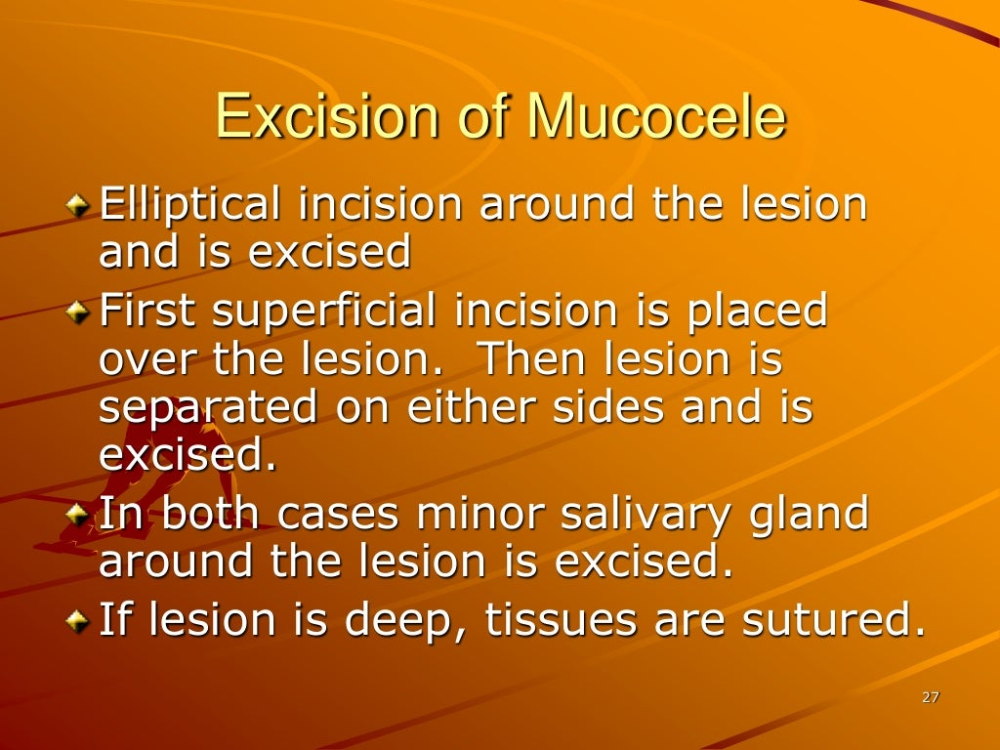 Excision of Mucocele
Elliptical incision around the lesion
and is excised
First superficial incision is placed
over the lesion.  Then lesion is
separated on either sides and is
excised.
In both cases minor salivary gland
around the lesion is excised.
If lesion is deep, tissues are sutured.
27